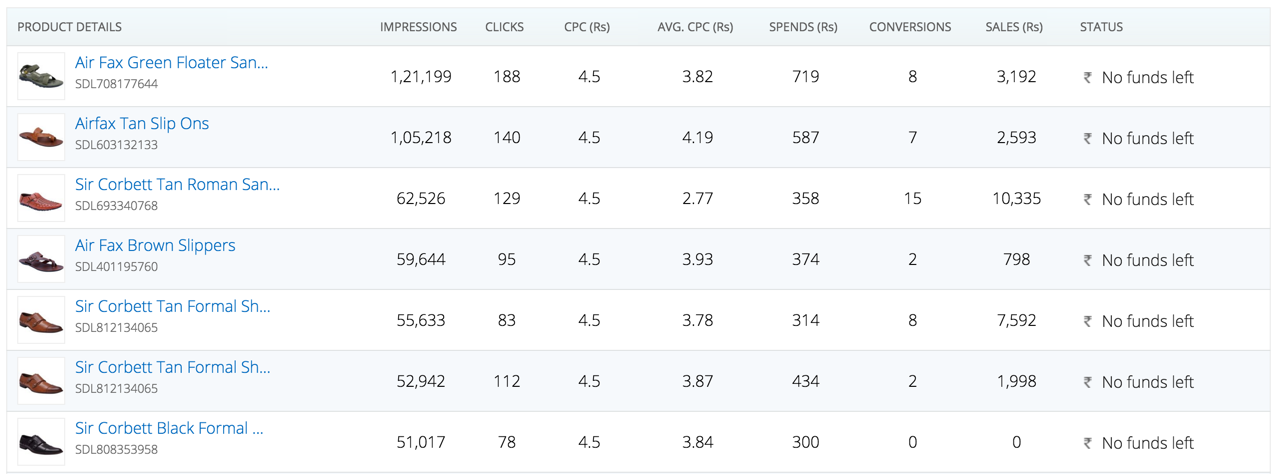 PRODUCT DETAILS IMPRESSIONS CLICKS CPC (Rs) AVG. CPC (Rs) SPENDS (Rs) CONVERSIONS SALES (Rs) STATUS
Air Fax Green Floater San...
SDL708177644
1,21,199 188 4.5 3.82 719 8 3,192 ₹ No funds left
Airfax Tan Slip Ons
SDL603132133
1,05,218 140 4.5 4.19 587 7 2,593 ₹ No funds left
Sir Corbett Tan Roman San...
SDL693340768
62,526 129 4.5 2.77 358 15 10,335 ₹ No funds left
Air Fax Brown Slippers
SDL401195760
59,644 95 4.5 3.93 374 2 798 ₹ No funds left
Sir Corbett Tan Formal Sh...
SDL812134065
55,633 83 4.5 3.78 314 8 7,592 ₹ No funds left
Sir Corbett Tan Formal Sh...
SDL812134065
52,942 112 4.5 3.87 434 2 1,998 ₹ No funds left
Sir Corbett Black Formal ...
SDL808353958
51,017 78 4.5 3.84 300 0 0 ₹ No funds left